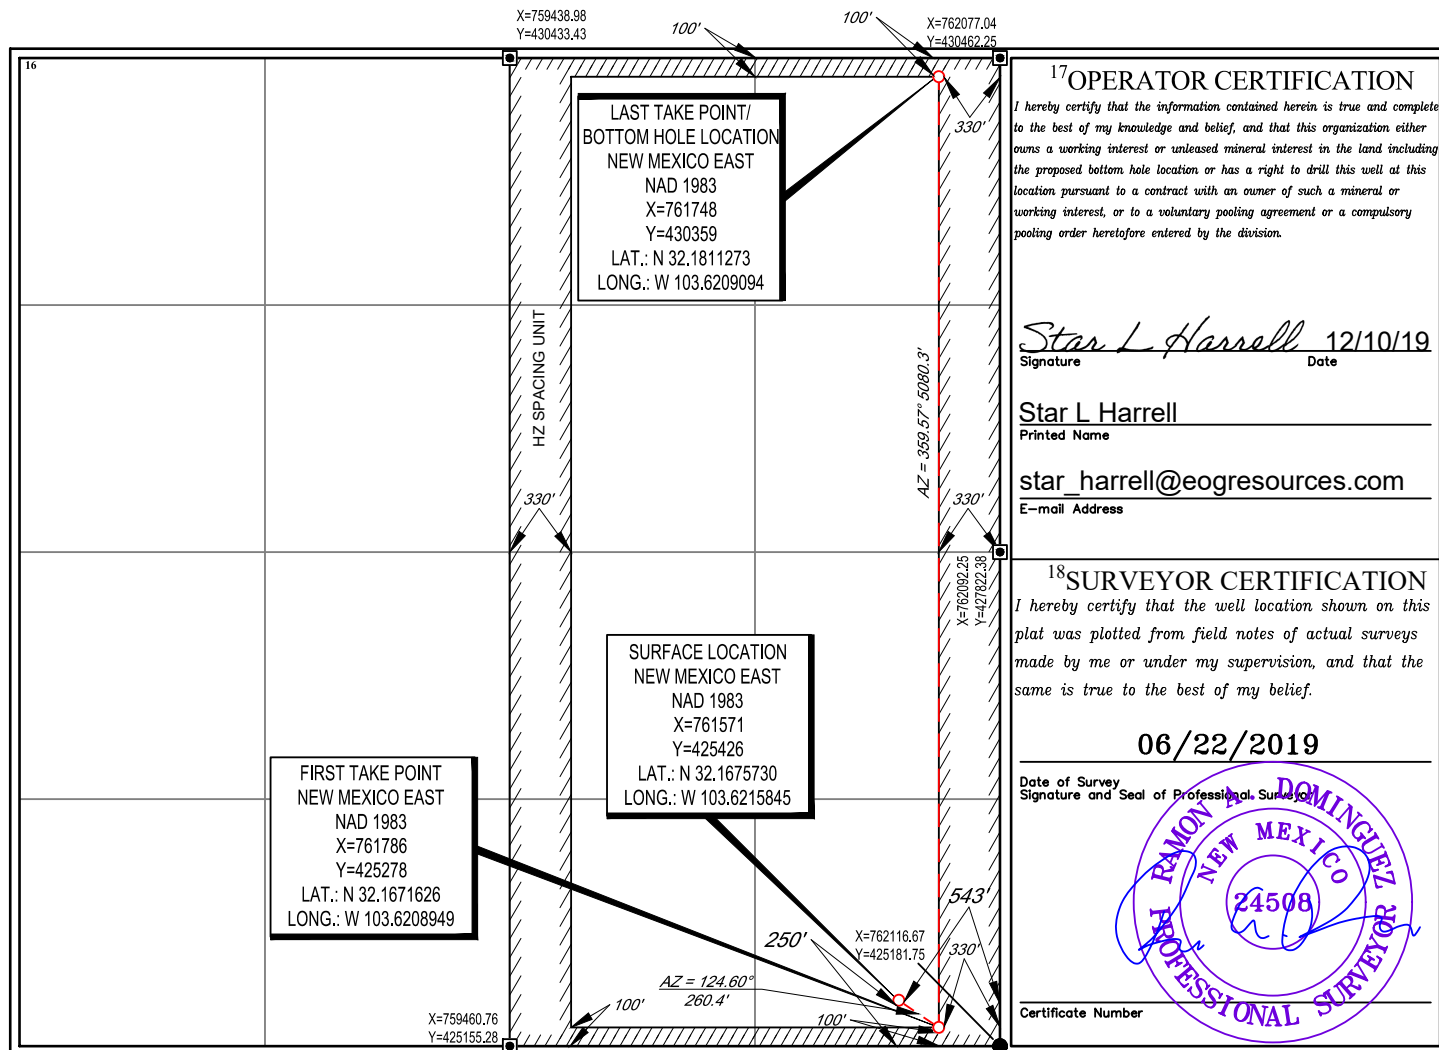 X=759438.98
Y=430433.43
100'
100'
X=762077.04
Y=430462.25
16
LAST TAKE POINT/
BOTTOM HOLE LOCATION
NEW MEXICO EAST
NAD 1983
X=761748
Y=430359
LAT.: N 32.1811273
LONG.: W 103.6209094
330'
HZ SPACING UNIT
AZ = 359.57° 5080.3'
330'
330'
X=762092.25
Y=427822.38
SURFACE LOCATION
NEW MEXICO EAST
NAD 1983
X=761571
Y=425426
LAT.: N 32.1675730
LONG.: W 103.6215845
FIRST TAKE POINT
NEW MEXICO EAST
NAD 1983
X=761786
Y=425278
LAT.: N 32.1671626
LONG.: W 103.6208949
543'
250'
X=762116.67
Y=425181.75
330'
AZ = 124.60°
260.4'
100'
100'
X=759460.76
Y=425155.28
17 OPERATOR CERTIFICATION
I hereby certify that the information contained herein is true and complete
to the best of my knowledge and belief, and that this organization either
owns a working interest or unleased mineral interest in the land including
the proposed bottom hole location or has a right to drill this well at this
location pursuant to a contract with an owner of such a mineral or
working interest, or to a voluntary pooling agreement or a compulsory
pooling order heretofore entered by the division.
Star L Harrell 12/10/19
Signature Date
Star L Harrell
Printed Name
star_harrell@eogresources.com
E-mail Address
18 SURVEYOR CERTIFICATION
I hereby certify that the well location shown on this
plat was plotted from field notes of actual surveys
made by me or under my supervision, and that the
same is true to the best of my belief.
06/22/2019
Date of Survey
Signature and Seal of Professional Surveyor
RAMON A. DOMINGUEZ
NEW MEXICO
24508
PROFESSIONAL SURVEYOR
Certificate Number